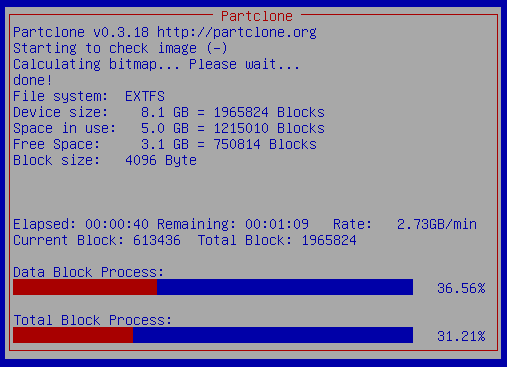 Partclone
Partclone v0.3.18 http://partclone.org
Starting to check image (-)
Calculating bitmap... Please wait...
done!
File system:  EXTFS
Device size:    8.1 GB = 1965824 Blocks
Space in use:   5.0 GB = 1215010 Blocks
Free Space:     3.1 GB = 750814 Blocks
Block size:   4096 Byte
Elapsed: 00:00:40 Remaining: 00:01:09   Rate:   2.73GB/min
Current Block: 613436  Total Block: 1965824
Data Block Process:
36.56%
Total Block Process:
31.21%